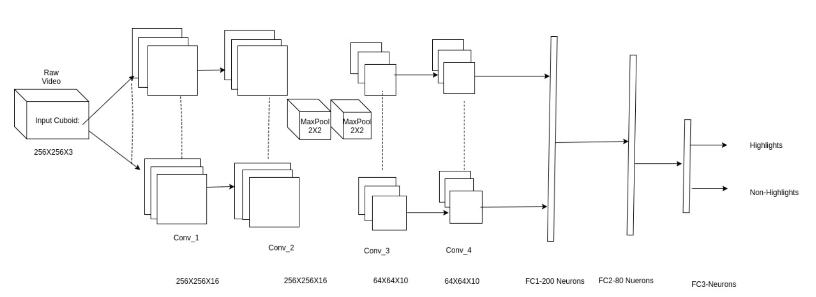 Raw
Video
Input Cuboid:
256X256X3
MaxPool
2X2
MaxPool
2X2
Highlights
Non-Highlights
Conv_1
Conv_2
Conv_3
Conv_4
256X256X16
256X256X16
64X64X10
64X64X10
FC1-200 Neurons
FC2-80 Nuerons
FC3-Neurons